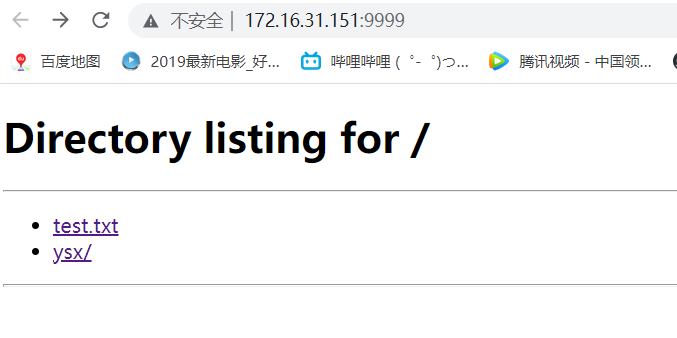 不安全 | 172.16.31.151:9999
百度地图 2019最新电影_好... 哔哩哔哩 (゜-゜)つ... 腾讯视频 - 中国领...
Directory listing for /
test.txt
ysx/